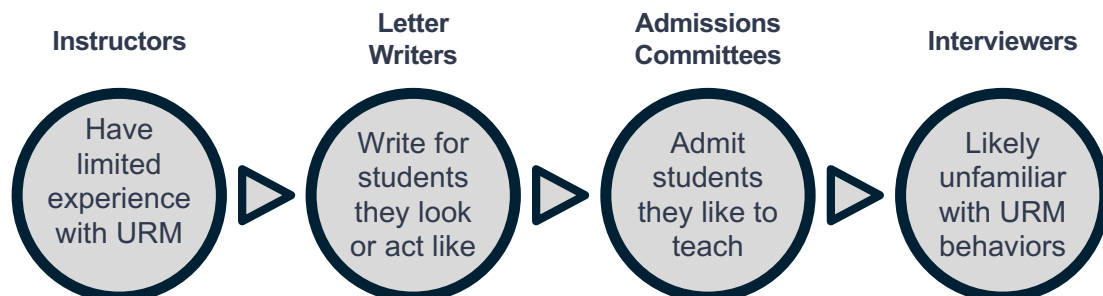 Instructors
Letter
Writers
Admissions
Committees
Interviewers
Have
limited
experience
with URM
Write for
students
they look
or act like
Admit
students
they like to
teach
Likely
unfamiliar
with URM
behaviors